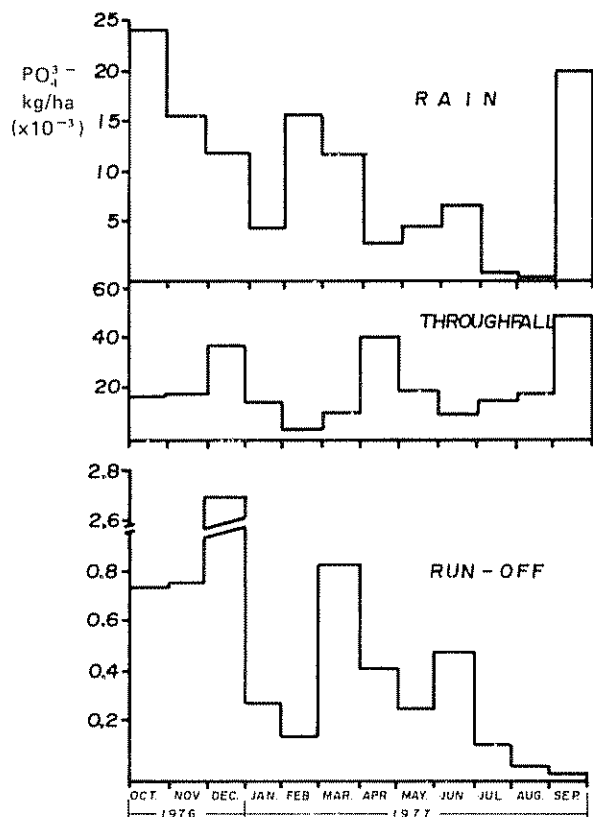 25
PO₄³⁻
kg/ha
(x10⁻³)
20
15
10
5
RAIN
60
40
20
THROUGHFALL
2.8
2.6
0.8
0.6
0.4
0.2
RUN-OFF
OCT. NOV DEC. JAN. FEB MAR. APR MAY. JUN JUL AUG. SEP.
1976 1977